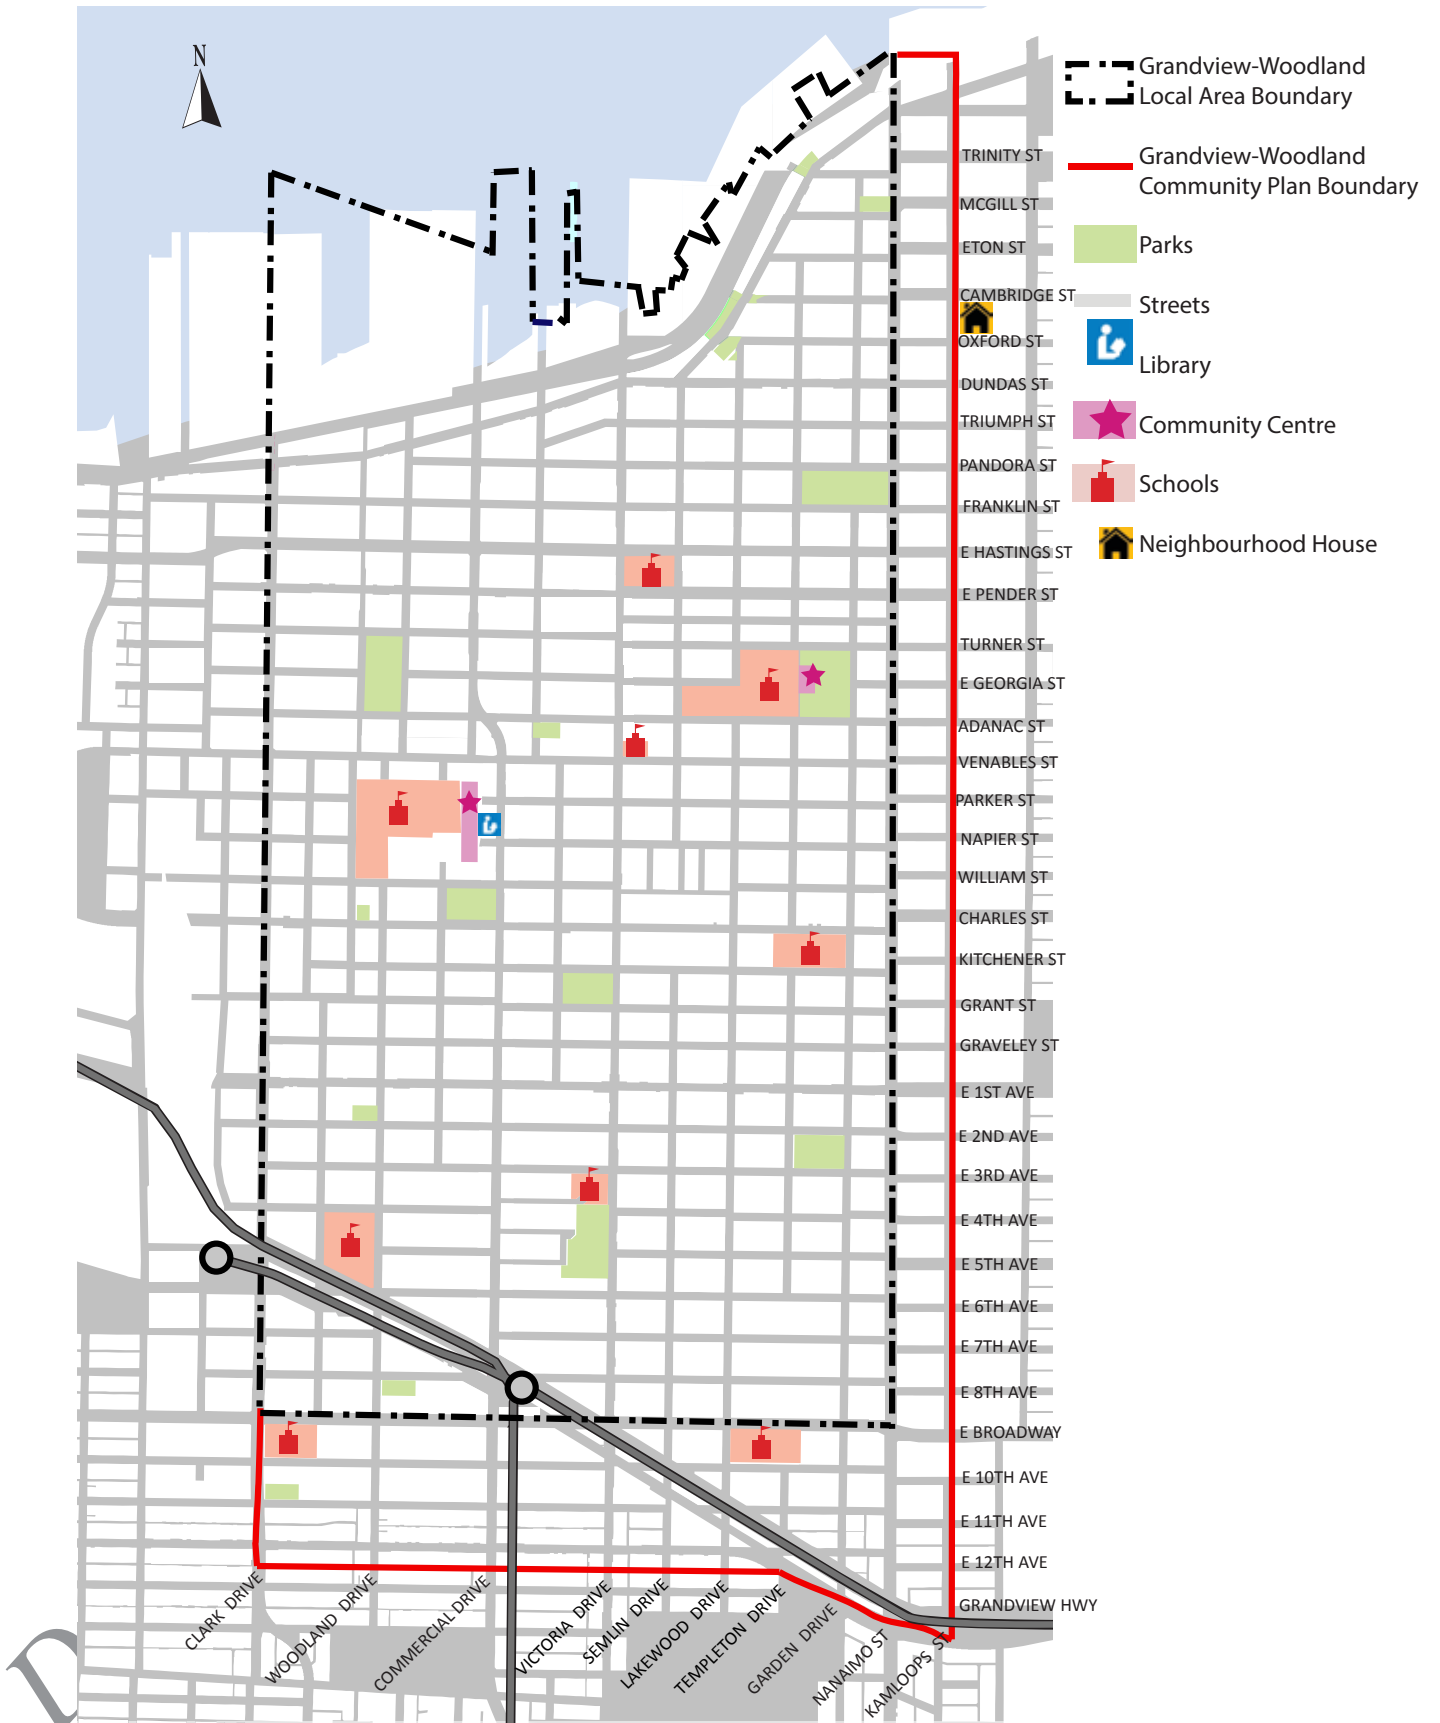 N
Grandview-Woodland
Local Area Boundary
Grandview-Woodland
Community Plan Boundary
Parks
Streets
Library
Community Centre
Schools
Neighbourhood House
TRINITY ST
MCGILL ST
ETON ST
CAMBRIDGE ST
OXFORD ST
DUNDAS ST
TRIUMPH ST
PANDORA ST
FRANKLIN ST
E HASTINGS ST
E PENDER ST
TURNER ST
E GEORGIA ST
ADANAC ST
VENABLES ST
PARKER ST
NAPIER ST
WILLIAM ST
CHARLES ST
KITCHENER ST
GRANT ST
GRAVELEY ST
E 1ST AVE
E 2ND AVE
E 3RD AVE
E 4TH AVE
E 5TH AVE
E 6TH AVE
E 7TH AVE
E 8TH AVE
E BROADWAY
E 10TH AVE
E 11TH AVE
E 12TH AVE
GRANDVIEW HWY
CLARK DRIVE
WOODLAND DRIVE
COMMERCIAL DRIVE
VICTORIA DRIVE
SEMLIN DRIVE
LAKEWOOD DRIVE
TEMPLETON DRIVE
GARDEN DRIVE
NANAIMO ST
KAMLOOPS ST